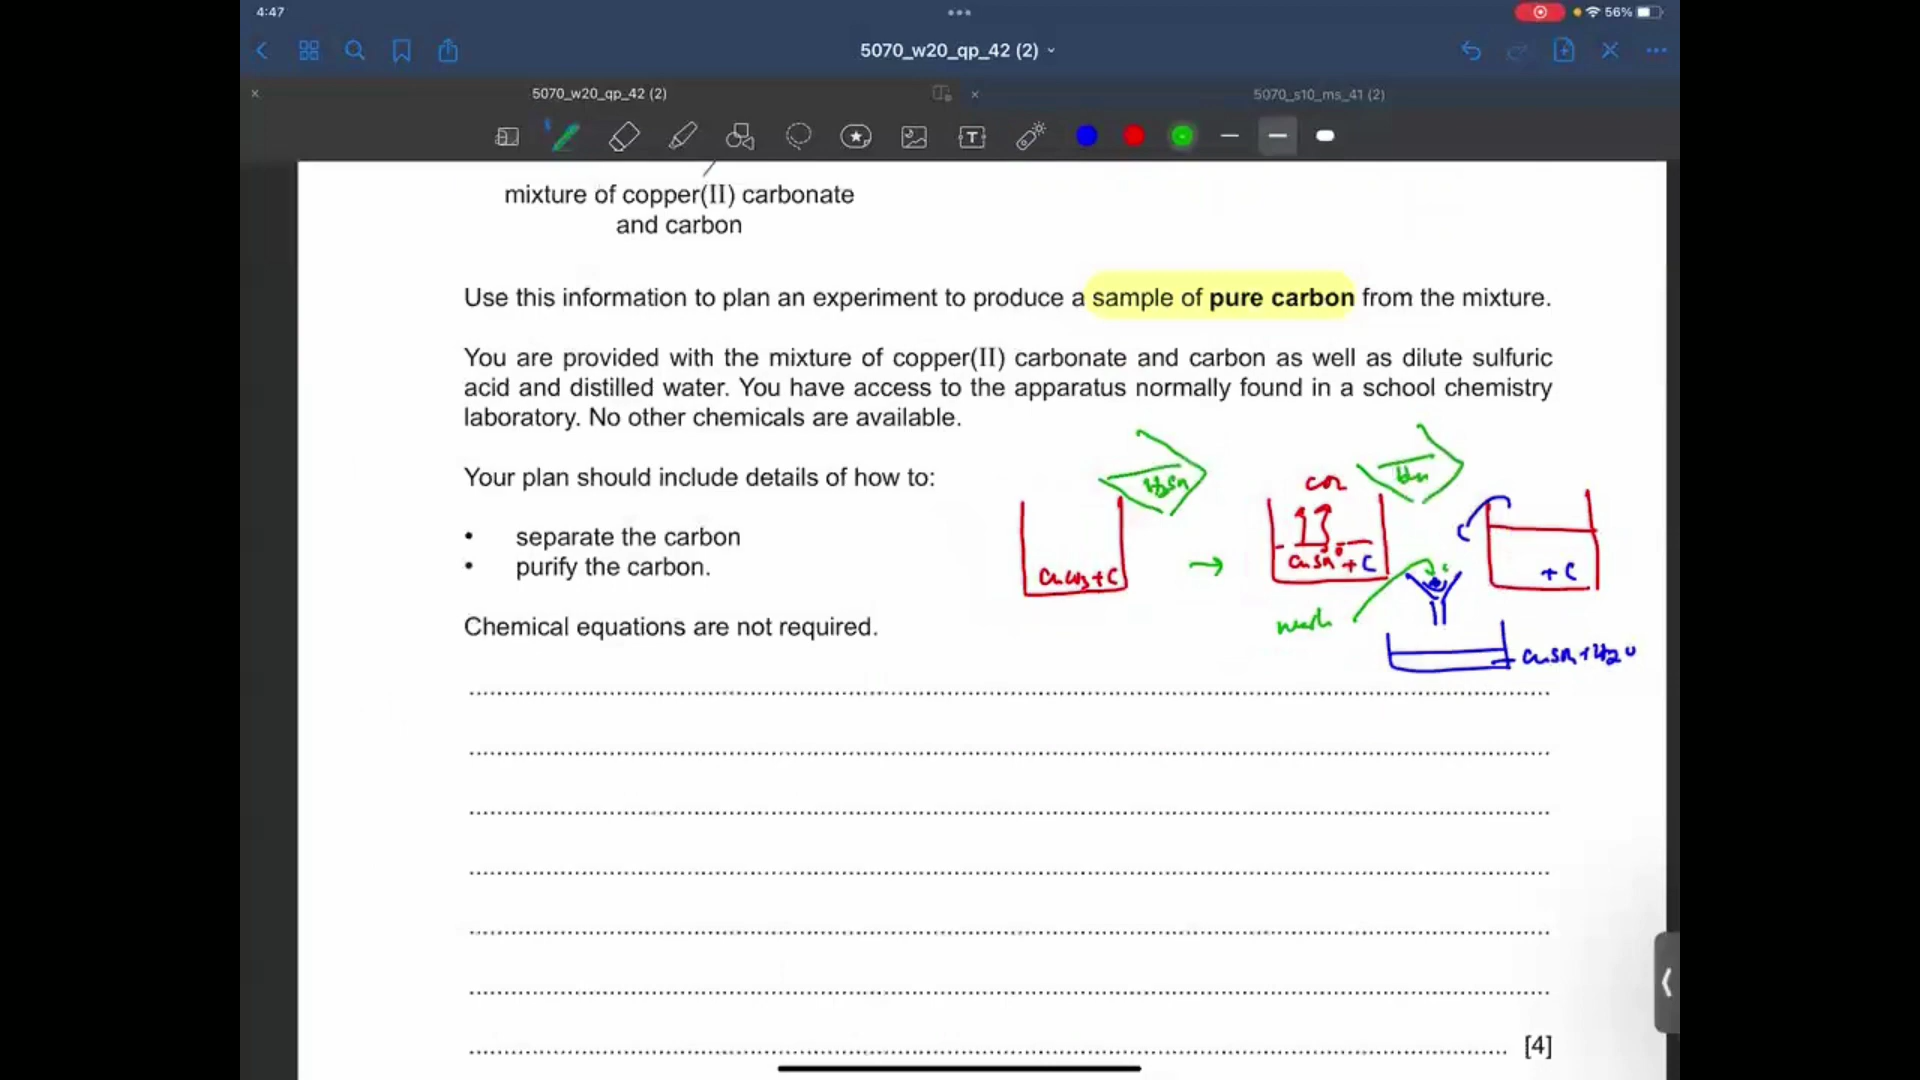 4:47
56%
5070_w20_qp_42 (2)
5070_w20_qp_42 (2)
5070_s10_ms_41 (2)
mixture of copper(II) carbonate
and carbon
Use this information to plan an experiment to produce a sample of pure carbon from the mixture.
You are provided with the mixture of copper(II) carbonate and carbon as well as dilute sulfuric
acid and distilled water. You have access to the apparatus normally found in a school chemistry
laboratory. No other chemicals are available.
Your plan should include details of how to:
• separate the carbon
• purify the carbon.
Chemical equations are not required.
+ C
+ C
wash
[4]